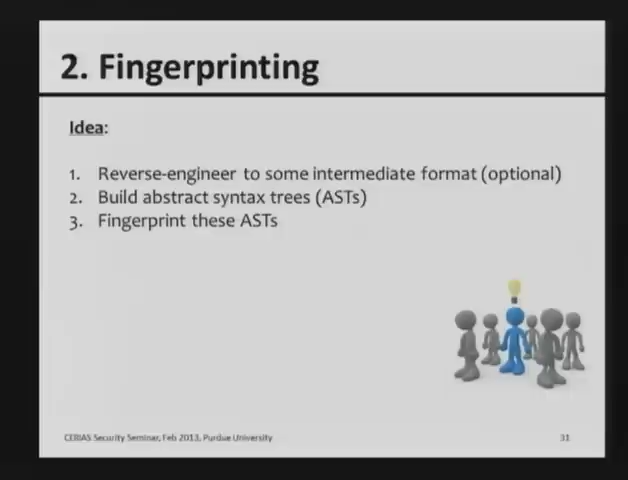 2. Fingerprinting
Idea:
1. Reverse-engineer to some intermediate format (optional)
2. Build abstract syntax trees (ASTs)
3. Fingerprint these ASTs
CERIAS Security Seminar, Feb 2013, Purdue University
31